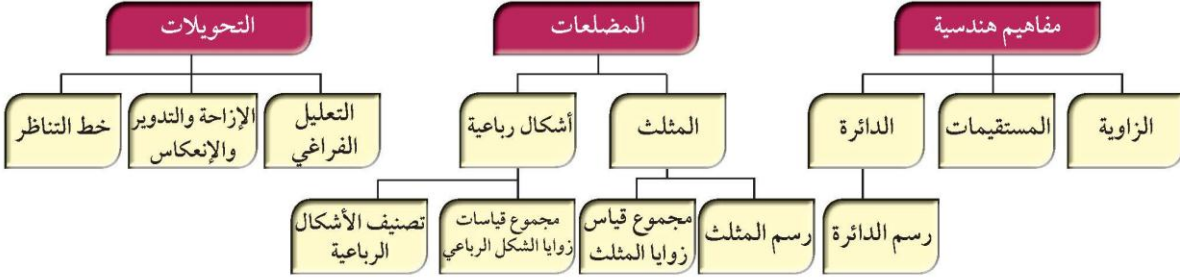 مفاهيم هندسية
المضلعات
التحويلات
الزاوية
المستقيمات
الدائرة
المثلث
أشكال رباعية
التعليل
الفراغي
الإزاحة والتدوير
والإنعكاس
خط التناظر
رسم الدائرة
رسم المثلث
مجموع قياس
زوايا المثلث
مجموع قياسات
زوايا الشكل الرباعي
تصنيف الأشكال
الرباعية